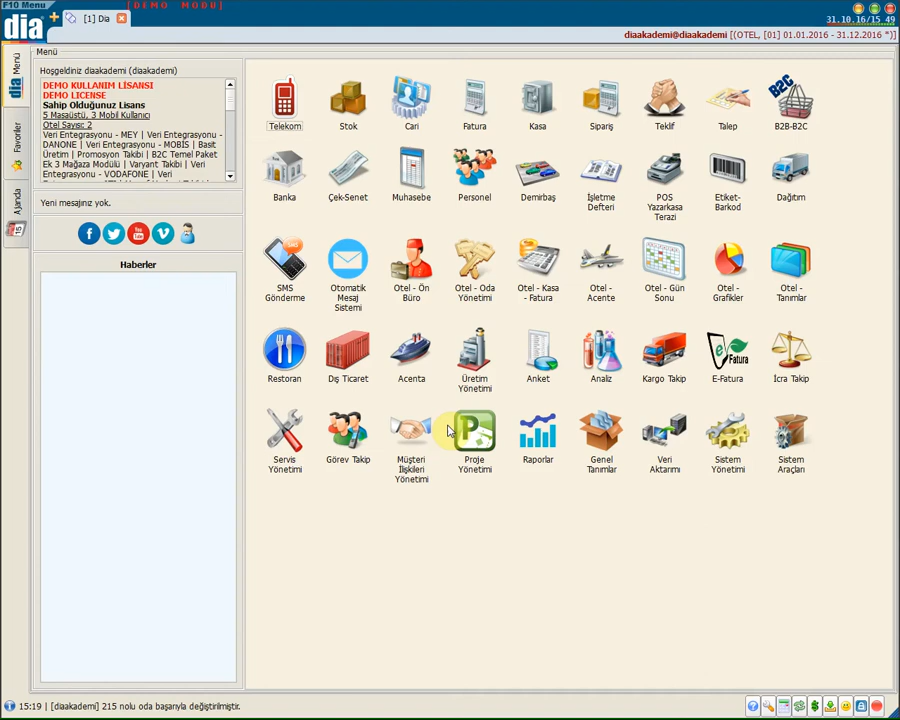 F10 Menu
[DEMO MODU]
dia
[1] Dia
31.10.16/15 49
diaakademi@diaakademi [(OTEL, [01] 01.01.2016 - 31.12.2016 *)]
Menü
dia Menü
Favoriler
Ajanda
15
Hoşgeldiniz diaakademi (diaakademi)
DEMO KULLANIM LİSANSI
DEMO LICENSE
Sahip Olduğunuz Lisans
5 Masaüstü, 3 Mobil Kullanıcı
Otel Sayısı: 2
Veri Entegrasyonu - MEY | Veri Entegrasyonu -
DANONE | Veri Entegrasyonu - MOBİS | Basit
Üretim | Promosyon Takibi | B2C Temel Paket
Ek 3 Mağaza Modülü | Varyant Takibi | Veri
Entegrasyonu - VODAFONE | Veri
Yeni mesajınız yok.
Haberler
Telekom
Stok
Cari
Fatura
Kasa
Sipariş
Teklif
Talep
B2C
B2B-B2C
Banka
Çek-Senet
Muhasebe
Personel
Demirbaş
İşletme
Defteri
POS
Yazarkasa
Terazi
Etiket-
Barkod
Dağıtım
SMS
SMS
Gönderme
Otomatik
Mesaj
Sistemi
Otel - Ön
Büro
Otel - Oda
Yönetimi
Otel - Kasa
- Fatura
Otel -
Acente
Otel - Gün
Sonu
Otel -
Grafikler
Otel -
Tanımlar
Restoran
Dış Ticaret
Acenta
Üretim
Yönetimi
Anket
Analiz
Kargo Takip
e Fatura
E-Fatura
İcra Takip
Servis
Yönetimi
Görev Takip
Müşteri
İlişkileri
Yönetimi
P
Proje
Yönetimi
Raporlar
Genel
Tanımlar
Veri
Aktarımı
Sistem
Yönetimi
Sistem
Araçları
15:19 | [diaakademi] 215 nolu oda başarıyla değiştirilmiştir.